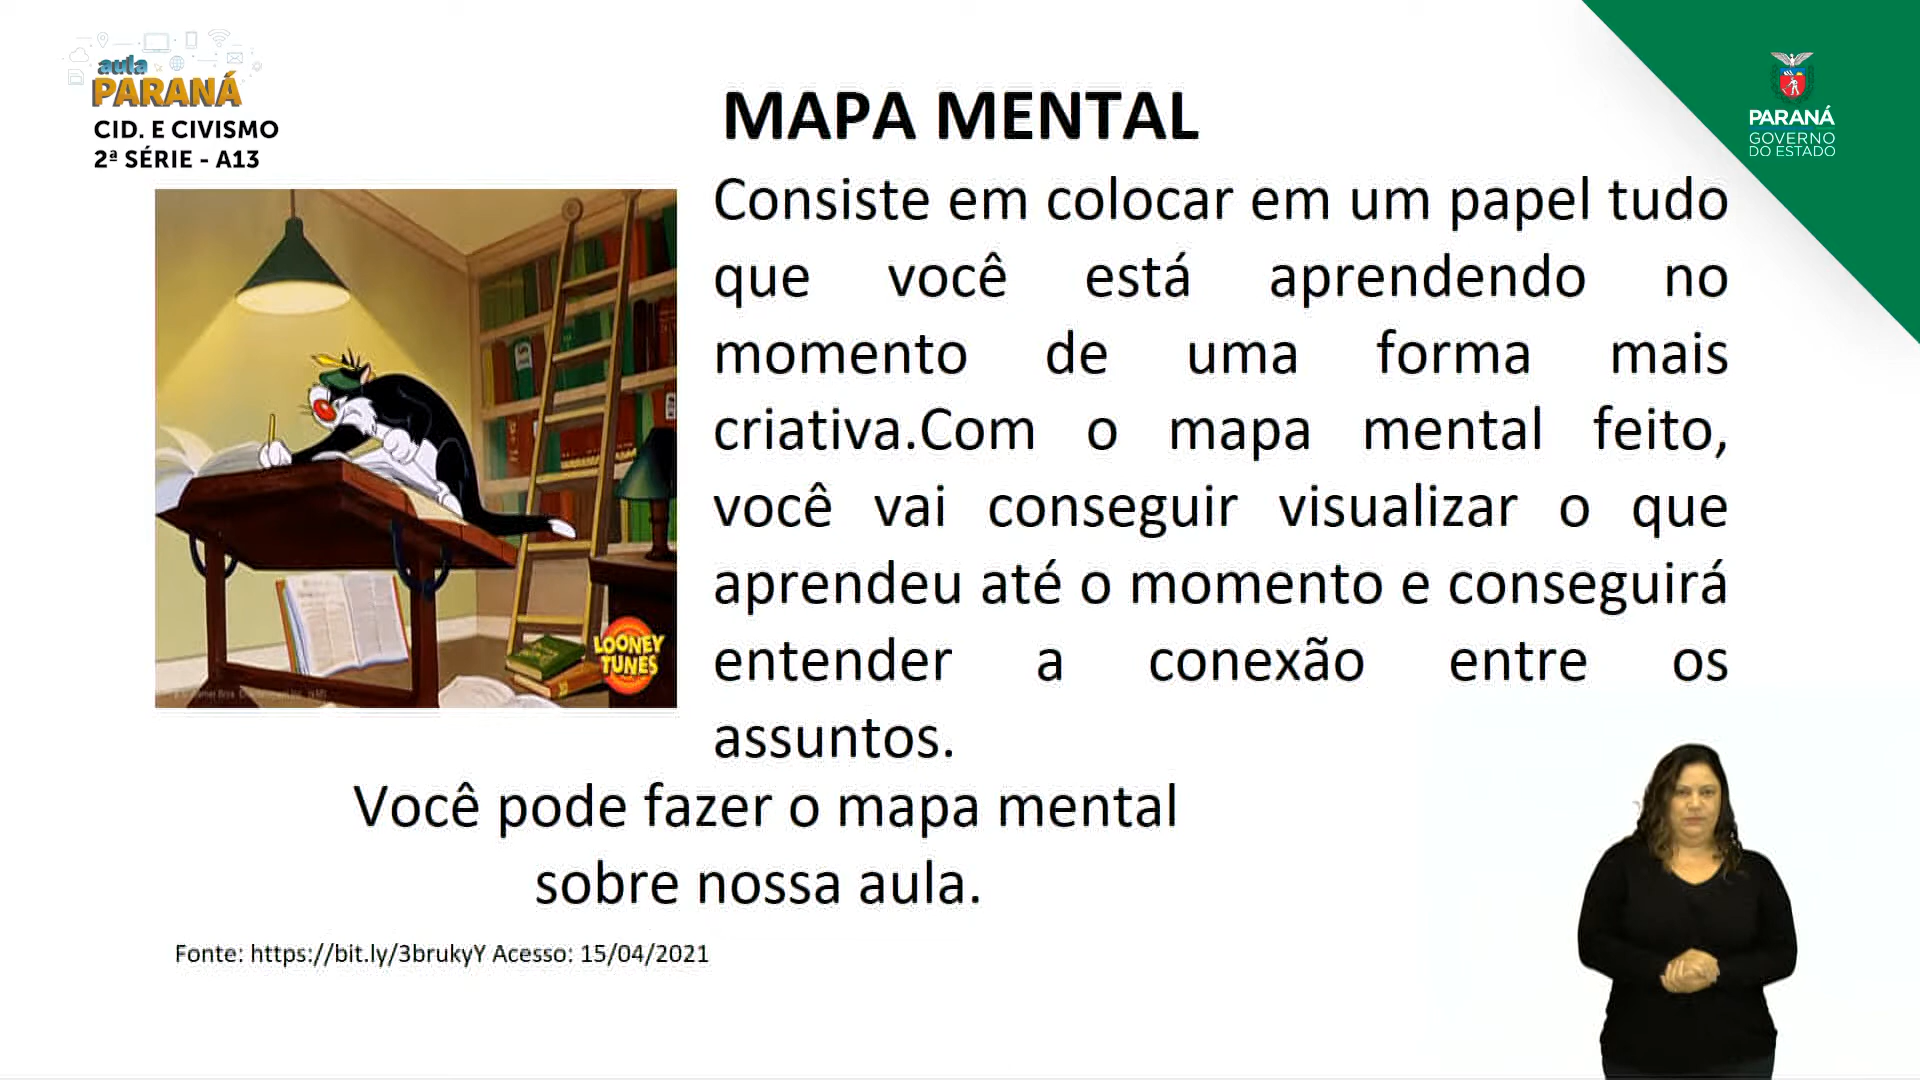 aula
PARANÁ
CID. E CIVISMO
2ª SÉRIE - A13
PARANÁ
GOVERNO
DO ESTADO
MAPA MENTAL
Consiste em colocar em um papel tudo
que você está aprendendo no
momento de uma forma mais
criativa.Com o mapa mental feito,
você vai conseguir visualizar o que
aprendeu até o momento e conseguirá
entender a conexão entre os
assuntos.
LOONEY
TUNES
Você pode fazer o mapa mental
sobre nossa aula.
Fonte: https://bit.ly/3brukyY Acesso: 15/04/2021